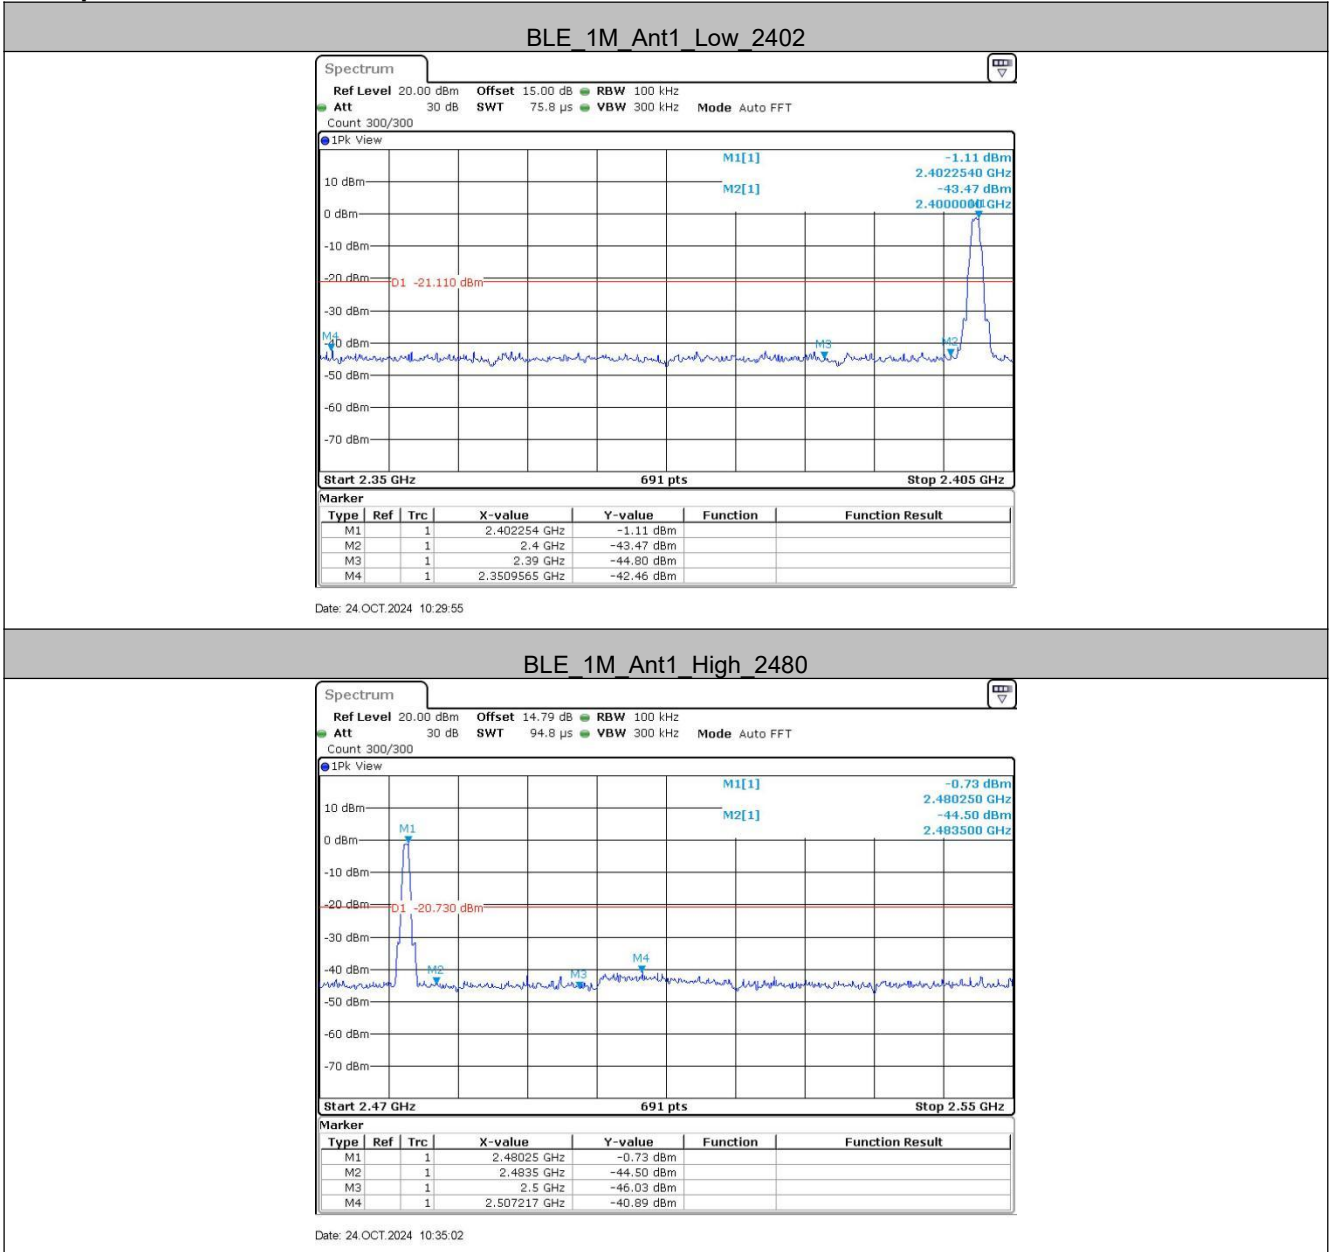 BLE_1M_Ant1_Low_2402
Spectrum
Ref Level 20.00 dBm Offset 15.00 dB RBW 100 kHz
Att 30 dB SWT 75.8 µs VBW 300 kHz Mode Auto FFT
Count 300/300
1Pk View
M1[1] -1.11 dBm
2.4022540 GHz
10 dBm
M2[1] -43.47 dBm
2.4000000 GHz
M1
0 dBm
-10 dBm
-20 dBm
D1 -21.110 dBm
-30 dBm
M4 M3 M2
-40 dBm
-50 dBm
-60 dBm
-70 dBm
Start 2.35 GHz 691 pts Stop 2.405 GHz
Marker
Type Ref Trc X-value Y-value Function Function Result
M1 1 2.402254 GHz -1.11 dBm
M2 1 2.4 GHz -43.47 dBm
M3 1 2.39 GHz -44.80 dBm
M4 1 2.3509565 GHz -42.46 dBm
Date: 24.OCT.2024 10:29:55
BLE_1M_Ant1_High_2480
Spectrum
Ref Level 20.00 dBm Offset 14.79 dB RBW 100 kHz
Att 30 dB SWT 94.8 µs VBW 300 kHz Mode Auto FFT
Count 300/300
1Pk View
M1[1] -0.73 dBm
2.480250 GHz
10 dBm
M2[1] -44.50 dBm
2.483500 GHz
M1
0 dBm
-10 dBm
-20 dBm
D1 -20.730 dBm
-30 dBm
M4
-40 dBm
M2 M3
-50 dBm
-60 dBm
-70 dBm
Start 2.47 GHz 691 pts Stop 2.55 GHz
Marker
Type Ref Trc X-value Y-value Function Function Result
M1 1 2.48025 GHz -0.73 dBm
M2 1 2.4835 GHz -44.50 dBm
M3 1 2.5 GHz -46.03 dBm
M4 1 2.507217 GHz -40.89 dBm
Date: 24.OCT.2024 10:35:02